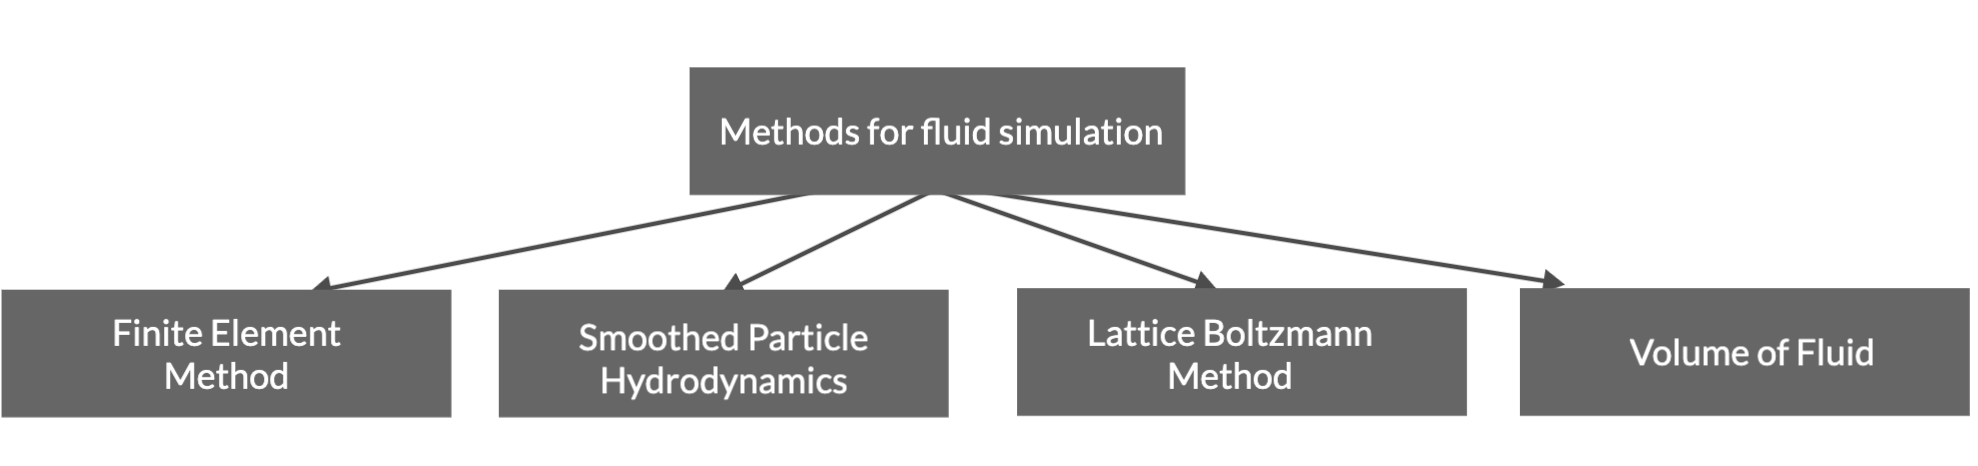 Methods for fluid simulation
Finite Element
Method
Smoothed Particle
Hydrodynamics
Lattice Boltzmann
Method
Volume of Fluid